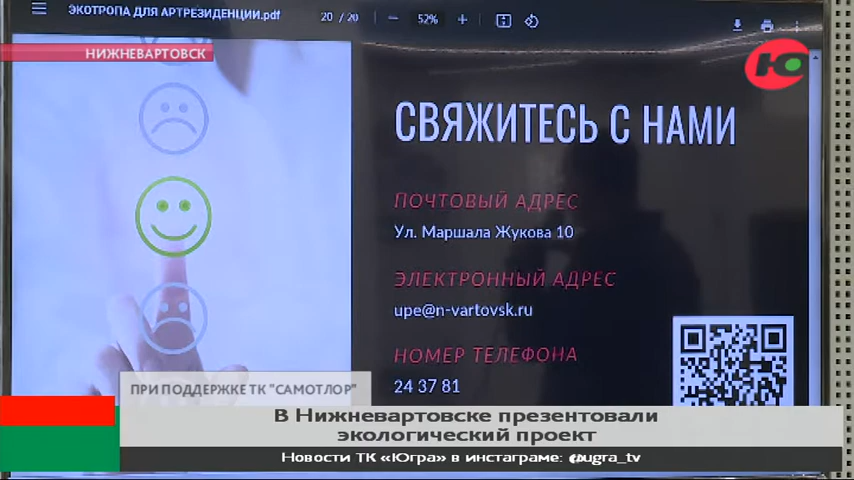 ЭКОТРОПА ДЛЯ АРТРЕЗИДЕНЦИИ.pdf
20 / 20
52%
НИЖНЕВАРТОВСК
Ю
СВЯЖИТЕСЬ С НАМИ
ПОЧТОВЫЙ АДРЕС
Ул. Маршала Жукова 10
ЭЛЕКТРОННЫЙ АДРЕС
upe@n-vartovsk.ru
НОМЕР ТЕЛЕФОНА
24 37 81
ПРИ ПОДДЕРЖКЕ ТК "САМОТЛОР"
В Нижневартовске презентовали
экологический проект
Новости ТК «Югра» в инстаграме: @ugra_tv